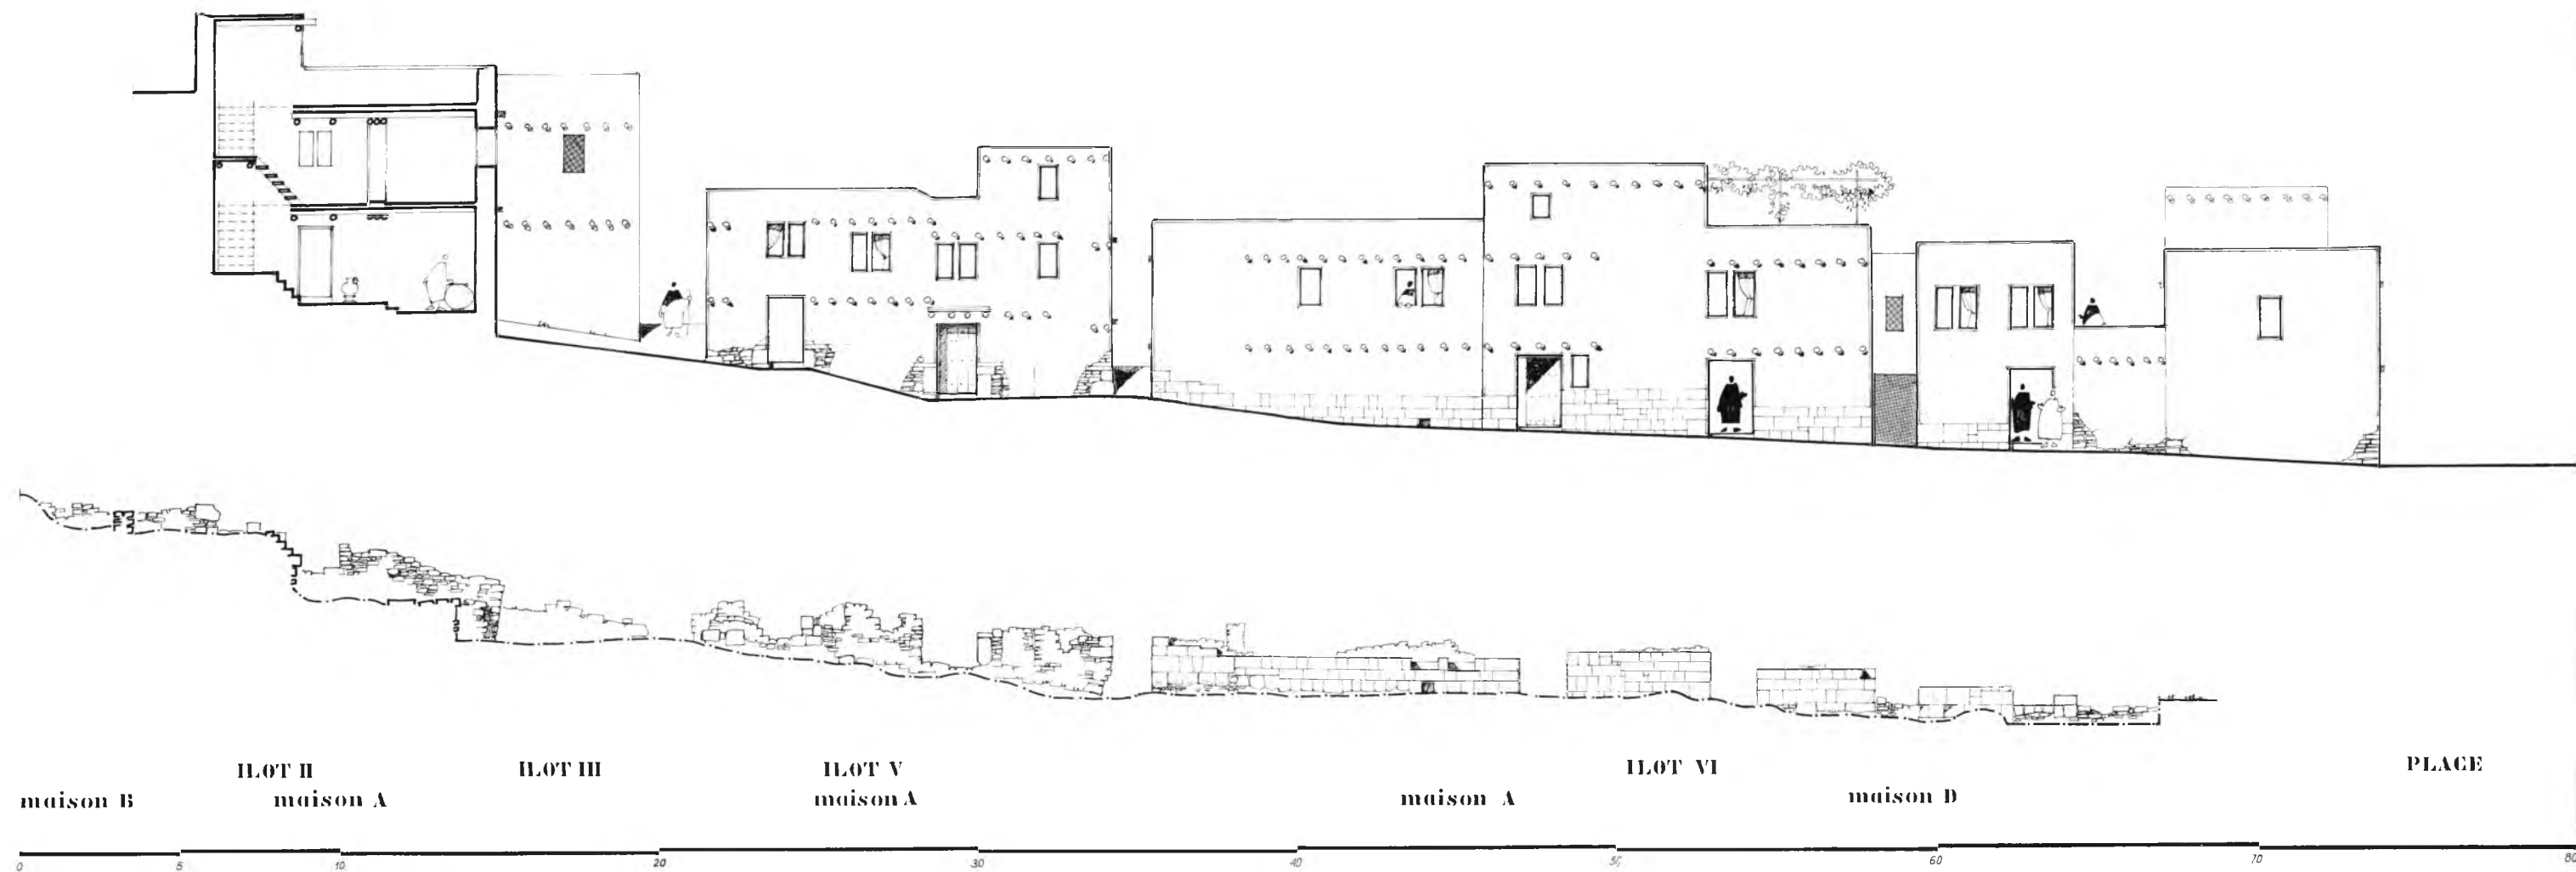 ILOT II ILOT III ILOT V ILOT VI PLACE
maison B maison A maison A maison A maison D
0 5 10 20 30 40 50 60 70 80